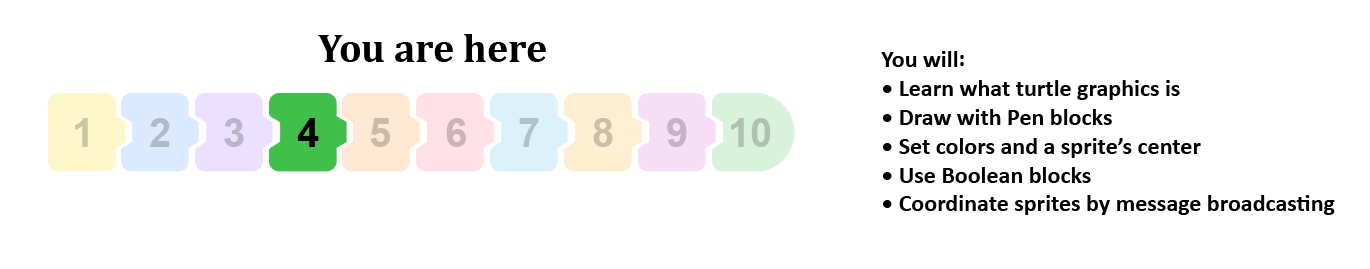 You are here
1 2 3 4 5 6 7 8 9 10
You will:
• Learn what turtle graphics is
• Draw with Pen blocks
• Set colors and a sprite’s center
• Use Boolean blocks
• Coordinate sprites by message broadcasting